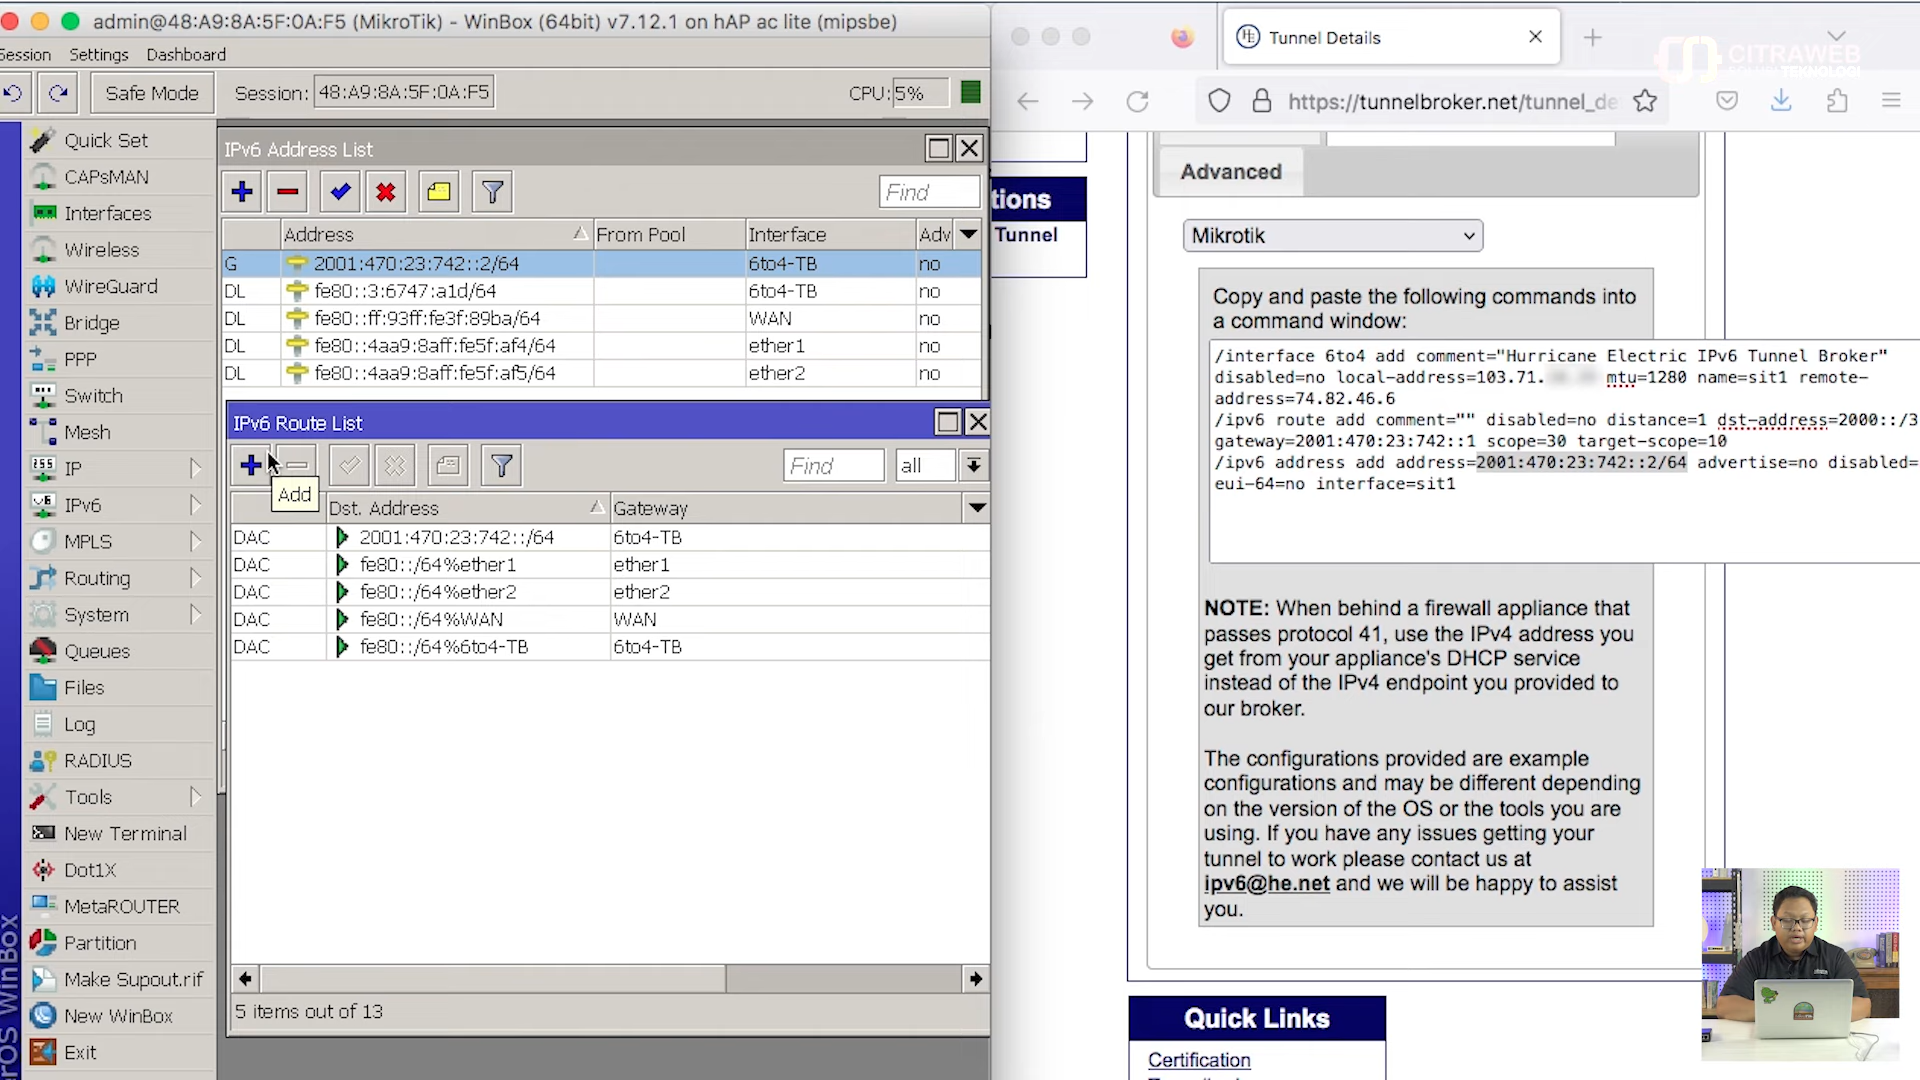 admin@48:A9:8A:5F:0A:F5 (MikroTik) - WinBox (64bit) v7.12.1 on hAP ac lite (mipsbe)
Session Settings Dashboard
Safe Mode Session: 48:A9:8A:5F:0A:F5 CPU: 5%
Quick Set
CAPsMAN
Interfaces
Wireless
WireGuard
Bridge
PPP
Switch
Mesh
IP
IPv6
MPLS
Routing
System
Queues
Files
Log
RADIUS
Tools
New Terminal
Dot1X
MetaROUTER
Partition
Make Supout.rif
New WinBox
Exit
rOS WinBox
IPv6 Address List
Find
Address From Pool Interface Adv
G 2001:470:23:742::2/64 6to4-TB no
DL fe80::3:6747:a1d/64 6to4-TB no
DL fe80::ff:93ff:fe3f:89ba/64 WAN no
DL fe80::4aa9:8aff:fe5f:af4/64 ether1 no
DL fe80::4aa9:8aff:fe5f:af5/64 ether2 no
IPv6 Route List
Find all
Add
Dst. Address Gateway
DAC 2001:470:23:742::/64 6to4-TB
DAC fe80::/64%ether1 ether1
DAC fe80::/64%ether2 ether2
DAC fe80::/64%WAN WAN
DAC fe80::/64%6to4-TB 6to4-TB
5 items out of 13
Tunnel Details
CITRAWEB
TEKNOLOGI
https://tunnelbroker.net/tunnel_de
tions
Tunnel
Advanced
Mikrotik
Copy and paste the following commands into
a command window:
/interface 6to4 add comment="Hurricane Electric IPv6 Tunnel Broker"
disabled=no local-address=103.71. mtu=1280 name=sit1 remote-
address=74.82.46.6
/ipv6 route add comment="" disabled=no distance=1 dst-address=2000::/3
gateway=2001:470:23:742::1 scope=30 target-scope=10
/ipv6 address add address=2001:470:23:742::2/64 advertise=no disabled=
eui-64=no interface=sit1
NOTE: When behind a firewall appliance that
passes protocol 41, use the IPv4 address you
get from your appliance's DHCP service
instead of the IPv4 endpoint you provided to
our broker.
The configurations provided are example
configurations and may be different depending
on the version of the OS or the tools you are
using. If you have any issues getting your
tunnel to work please contact us at
ipv6@he.net and we will be happy to assist
you.
Quick Links
Certification